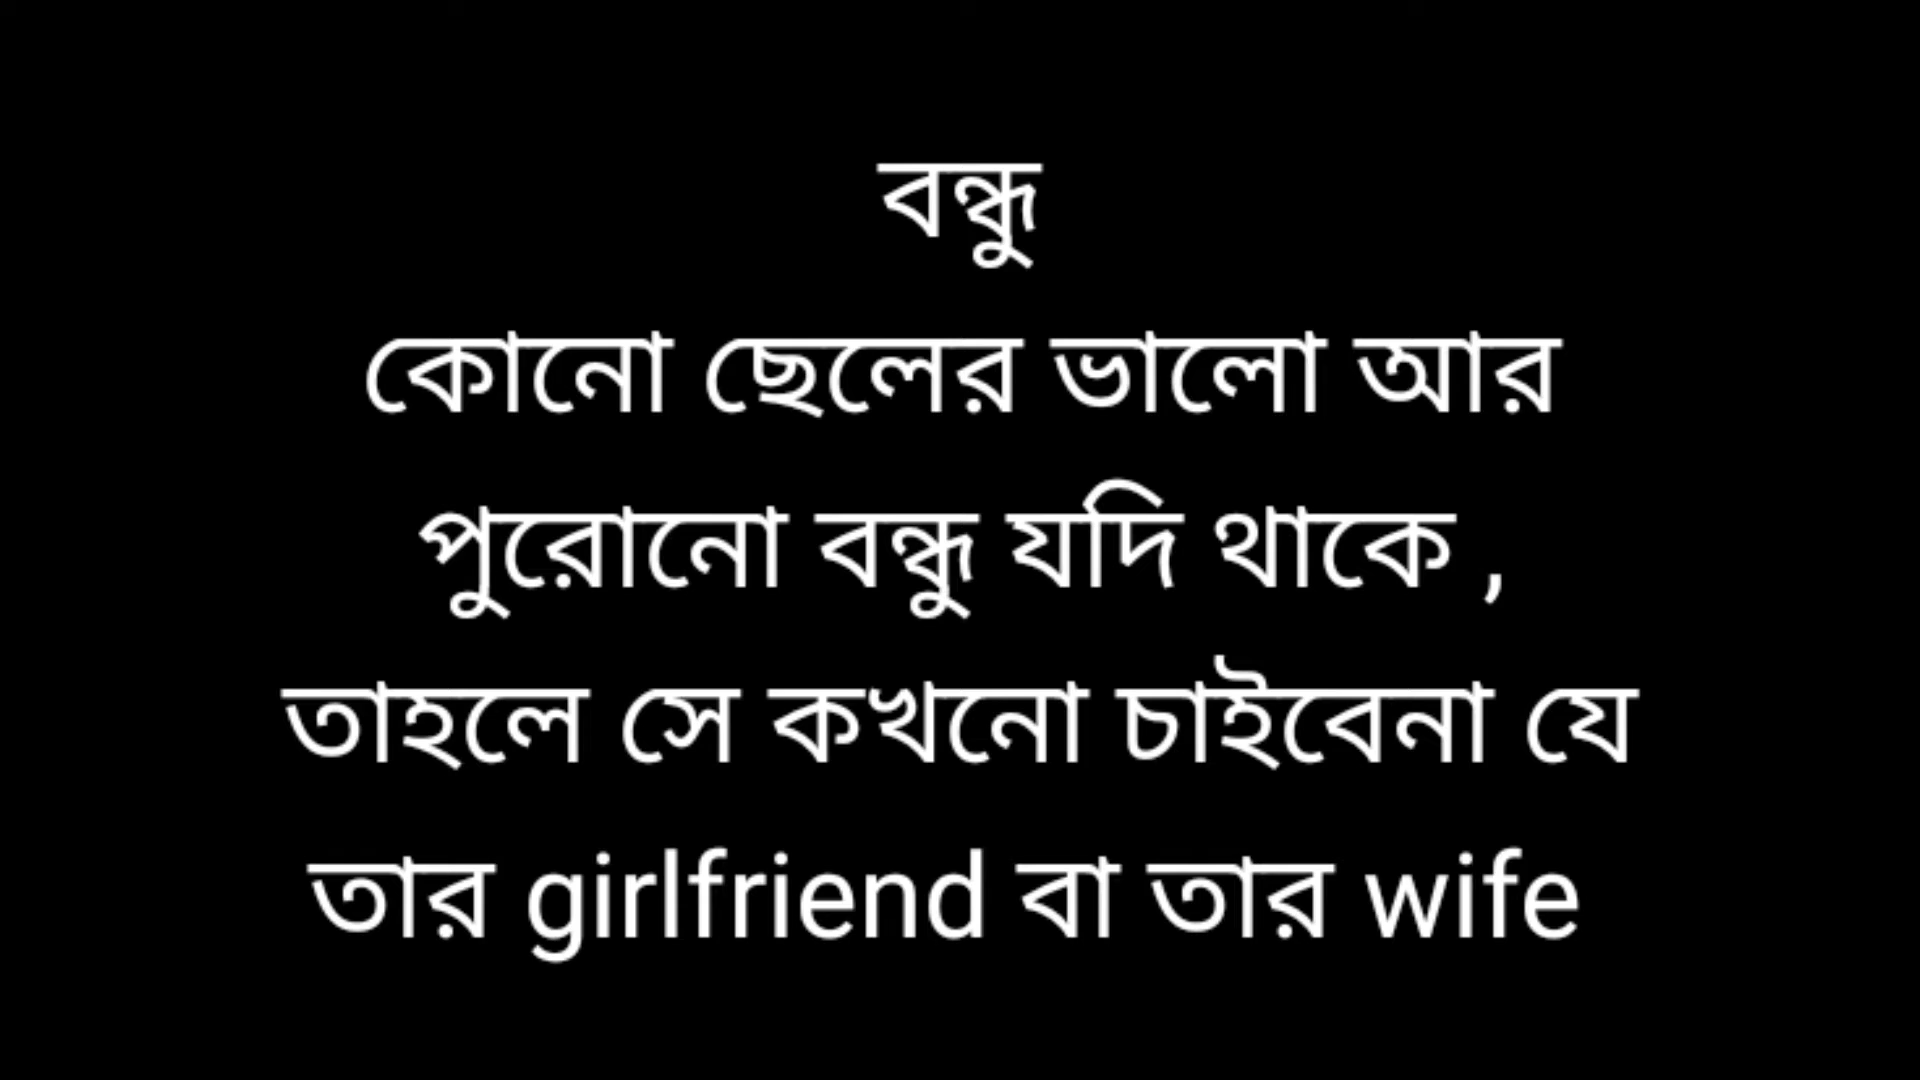 বন্ধু
কোনো ছেলের ভালো আর
পুরোনো বন্ধু যদি থাকে ,
তাহলে সে কখনো চাইবেনা যে
তার girlfriend বা তার wife